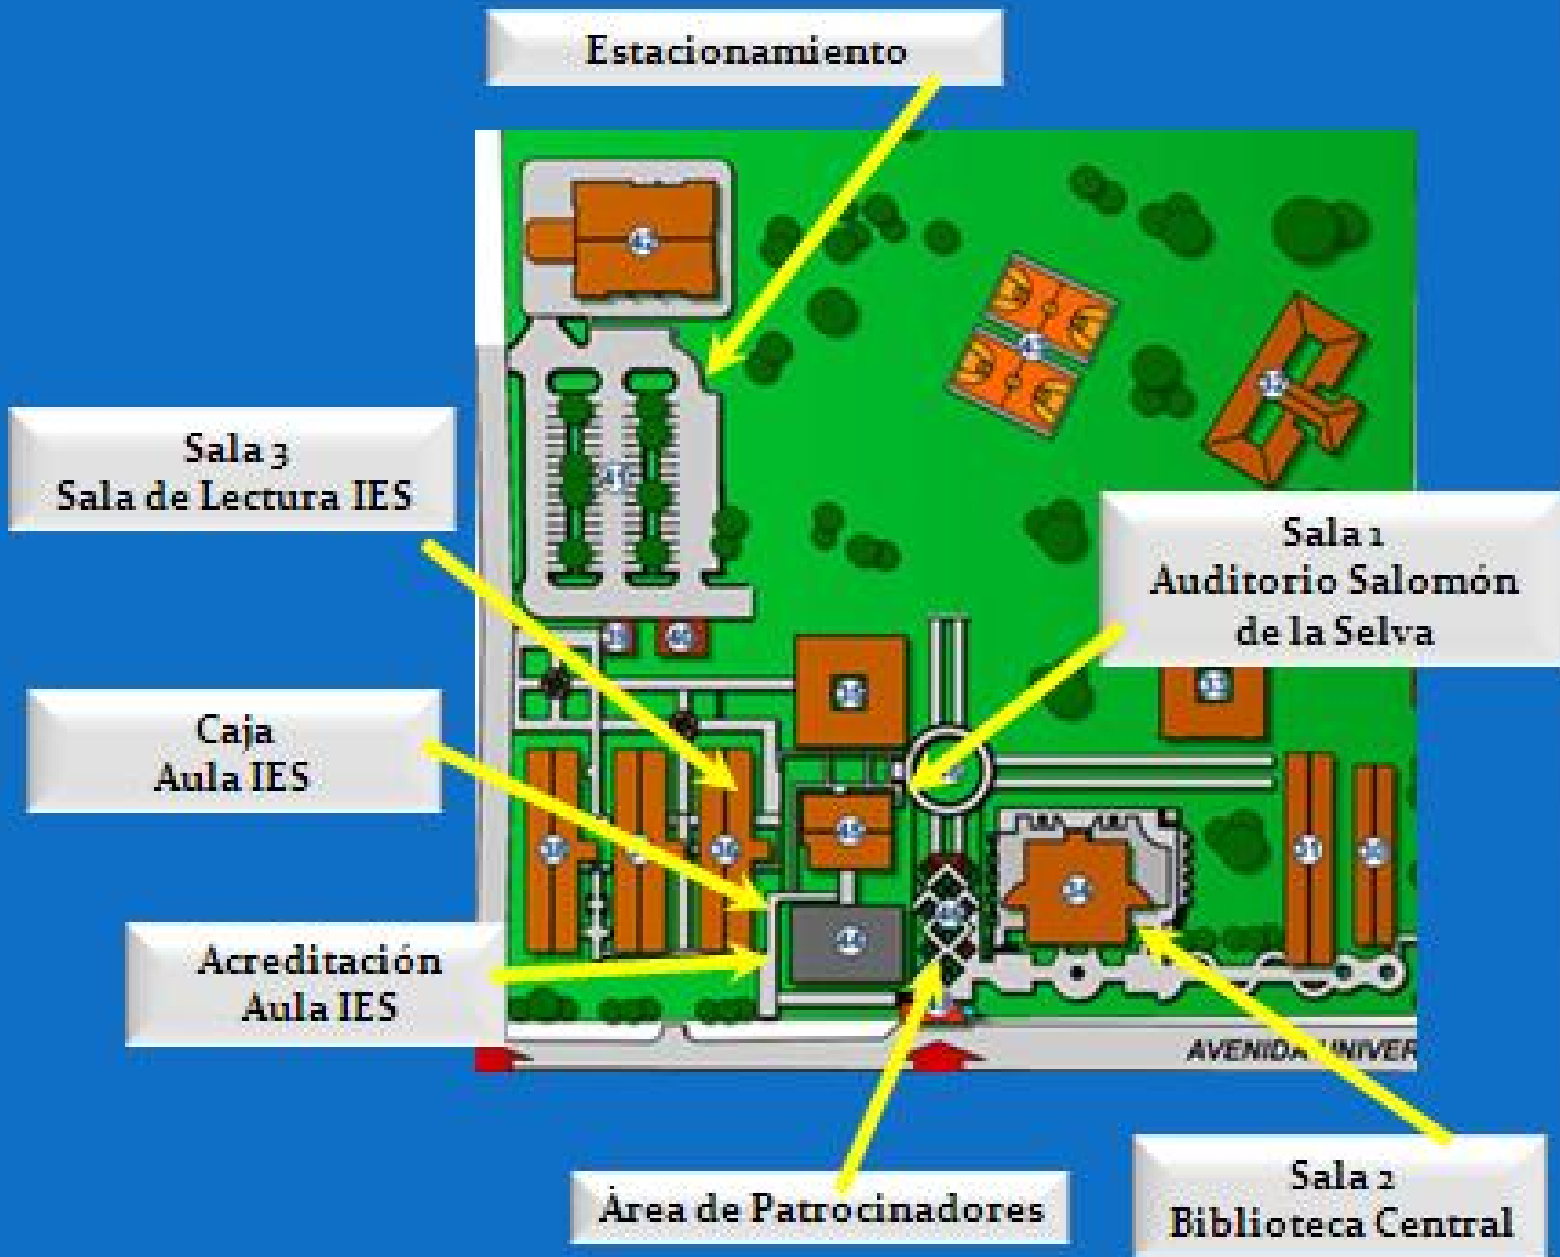 Estacionamiento
Sala 3
Sala de Lectura IES
Sala 1
Auditorio Salomón
de la Selva
Caja
Aula IES
Acreditación
Aula IES
AVENIDA UNIVER
Área de Patrocinadores
Sala 2
Biblioteca Central